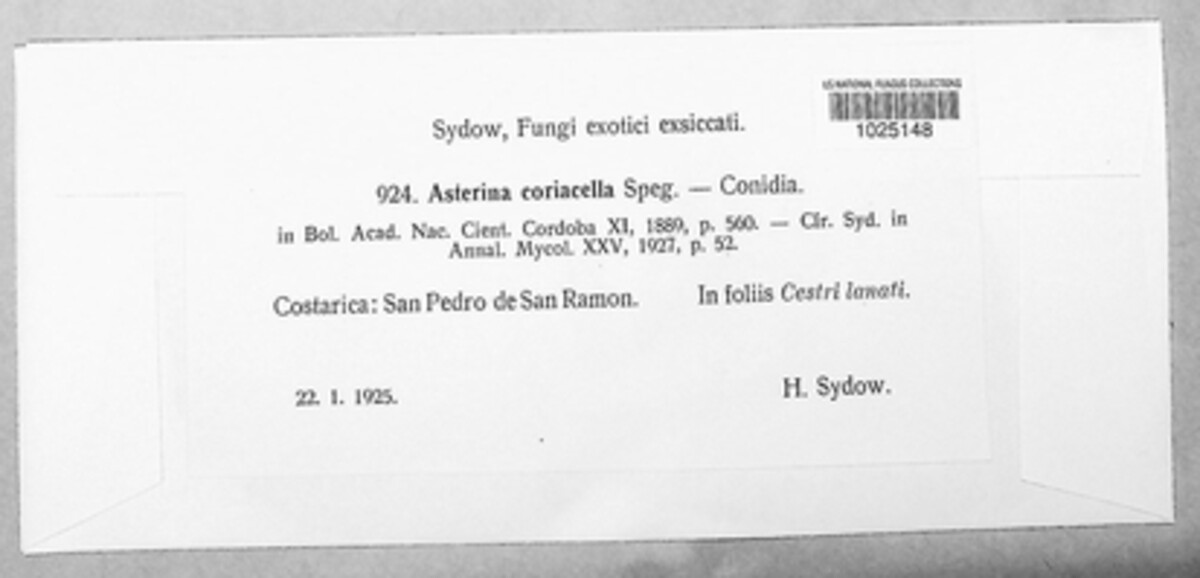 US NATIONAL FUNGUS COLLECTIONS
1025148
Sydow, Fungi exotici exsiccati.
924. Asterina coriacella Speg. — Conidia.
in Bol. Acad. Nac. Cient. Cordoba XI, 1889, p. 560. — Cfr. Syd. in
Annal. Mycol. XXV, 1927, p. 52.
Costarica: San Pedro de San Ramon. In foliis Cestri lanati.
22. 1. 1925. H. Sydow.